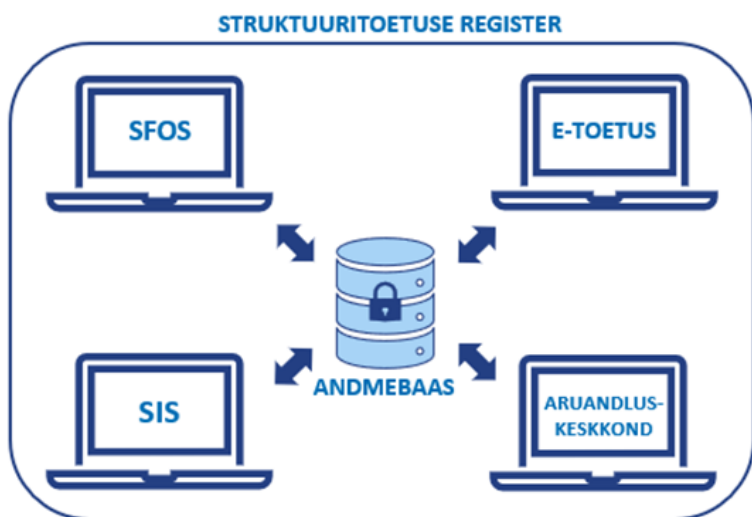 STRUKTUURITOETUSE REGISTER
SFOS
E-TOETUS
ANDMEBAAS
SIS
ARUANDLUS-
KESKKOND